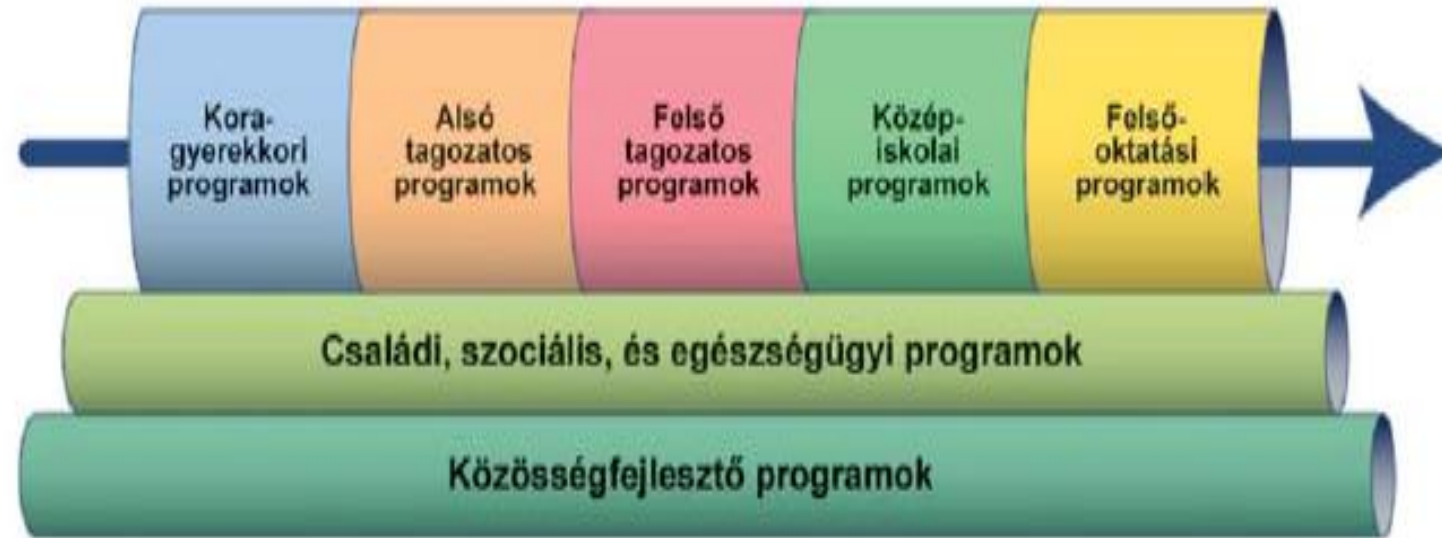 Kora-
gyerekkori
programok
Alsó
tagozatos
programok
Felső
tagozatos
programok
Közép-
iskolai
programok
Felső-
oktatási
programok
Családi, szociális, és egészségügyi programok
Közösségfejlesztő programok